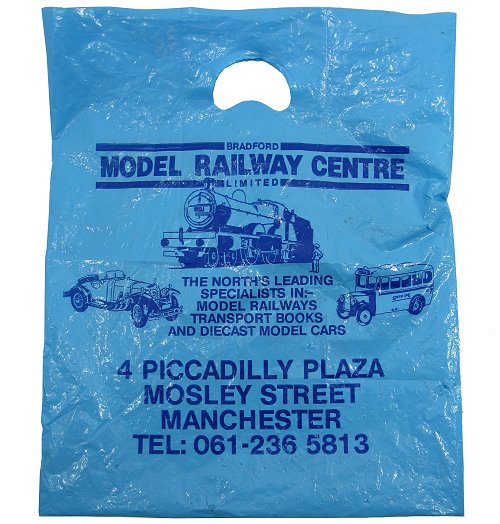 BRADFORD
MODEL RAILWAY CENTRE
LIMITED
THE NORTH'S LEADING
SPECIALISTS IN:-
MODEL RAILWAYS
TRANSPORT BOOKS
AND DIECAST MODEL CARS
4 PICCADILLY PLAZA
MOSLEY STREET
MANCHESTER
TEL: 061-236 5813